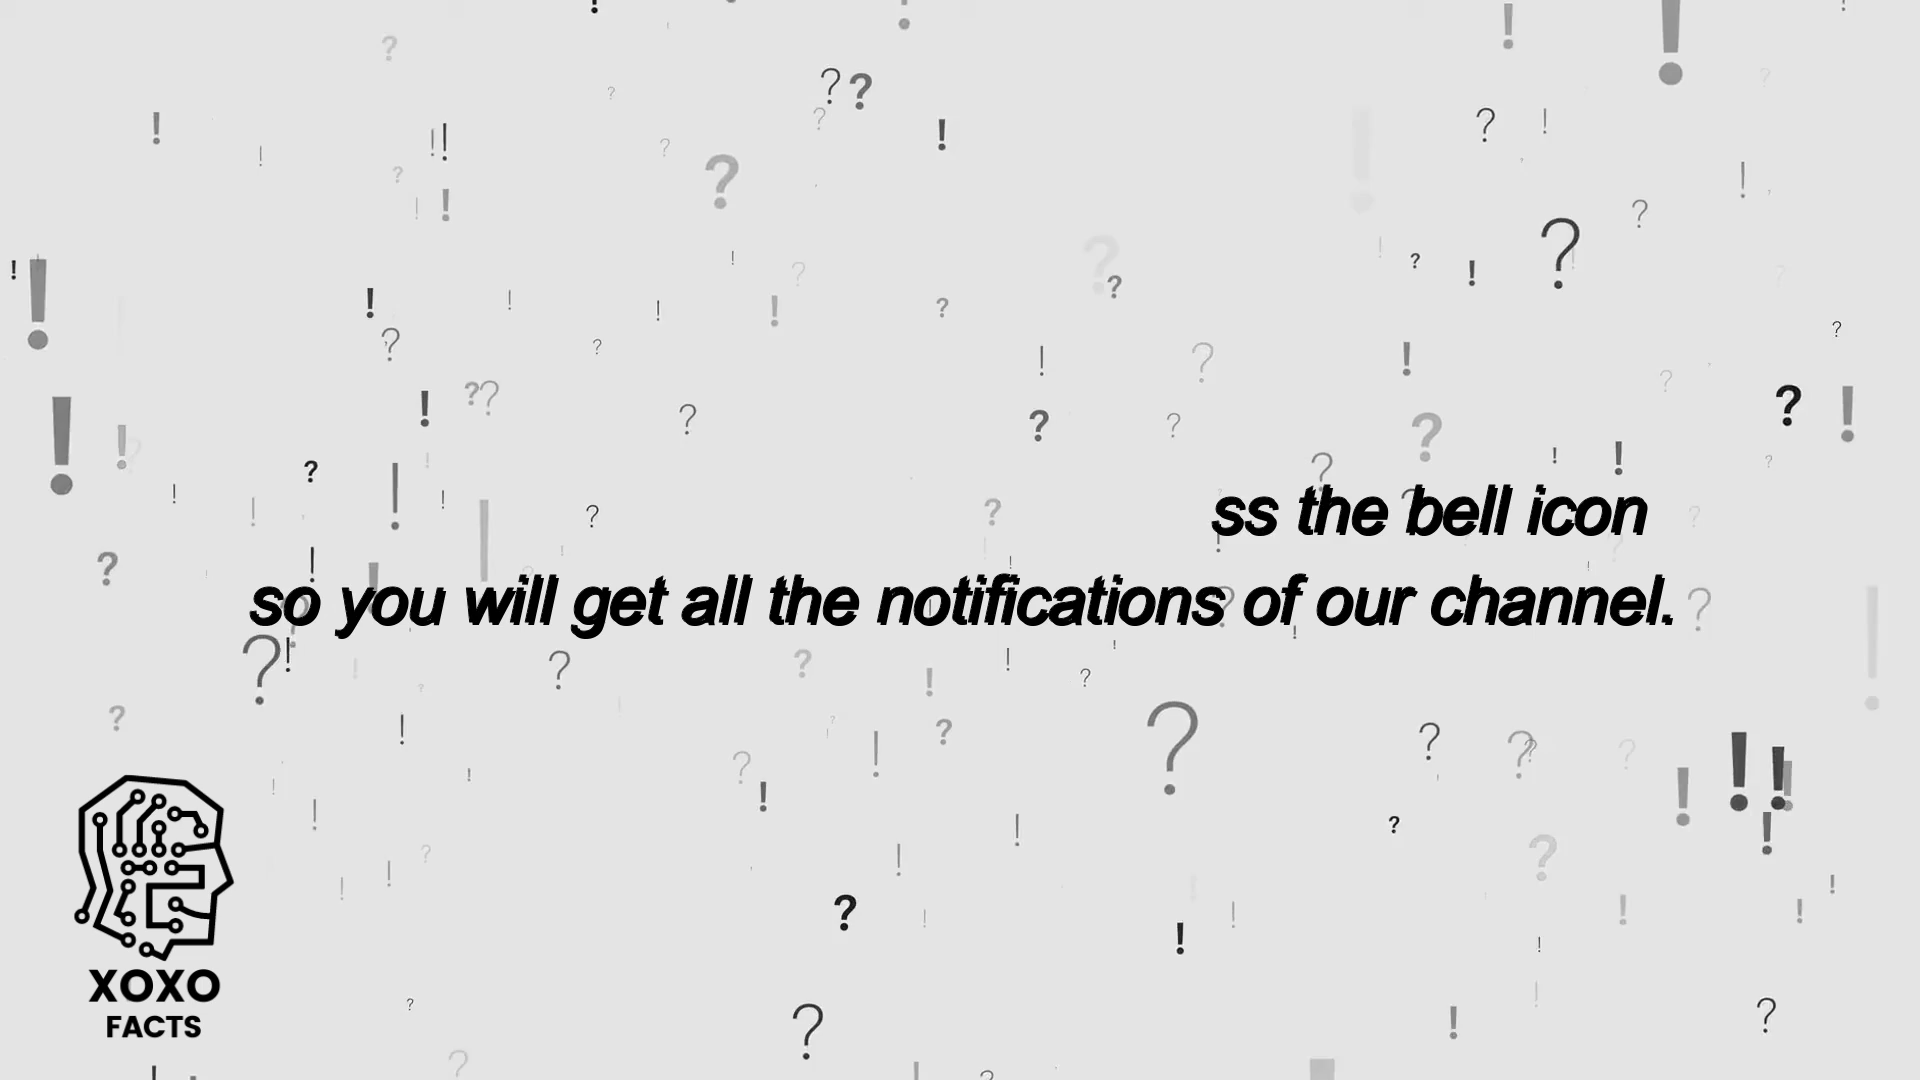 ss the bell icon
so you will get all the notifications of our channel.
XOXO
FACTS